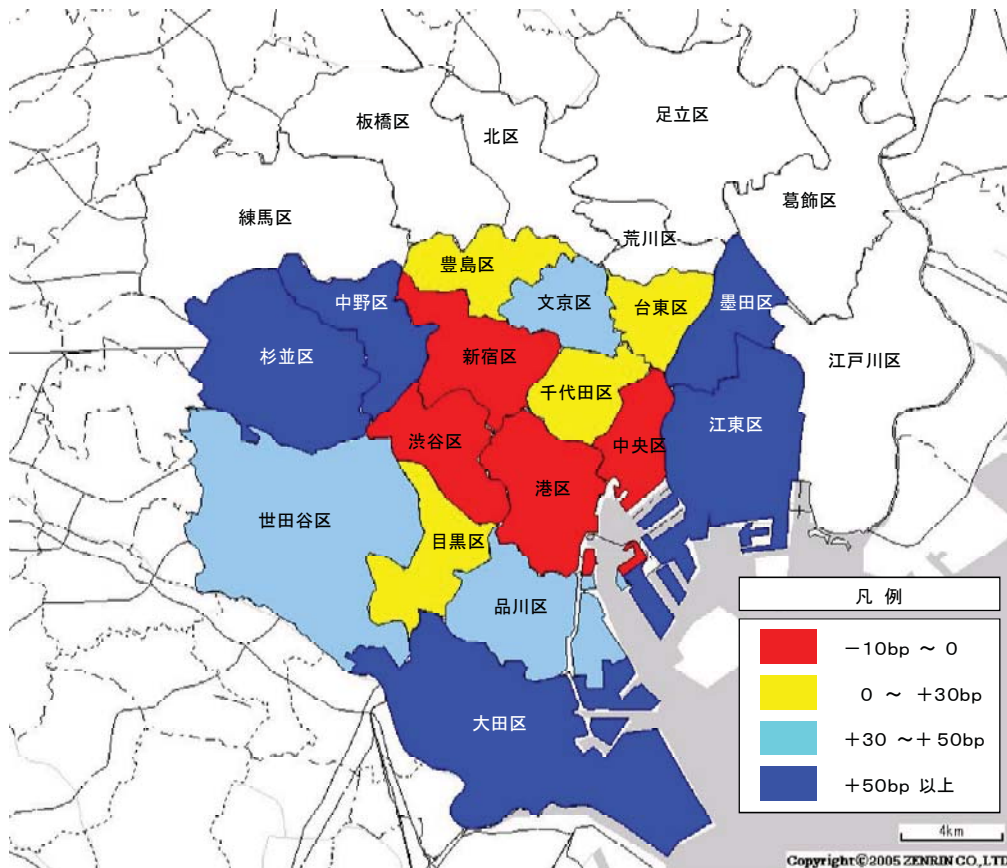 足立区
板橋区
北区
葛飾区
練馬区
荒川区
豊島区
中野区
文京区
台東区
墨田区
杉並区
新宿区
江戸川区
千代田区
江東区
渋谷区
中央区
港区
世田谷区
目黒区
品川区
大田区
凡 例
−10bp ～ 0
0 ～ +30bp
+30 ～+50bp
+50bp 以上
4km
Copyright©2005 ZENRIN CO.,LTD